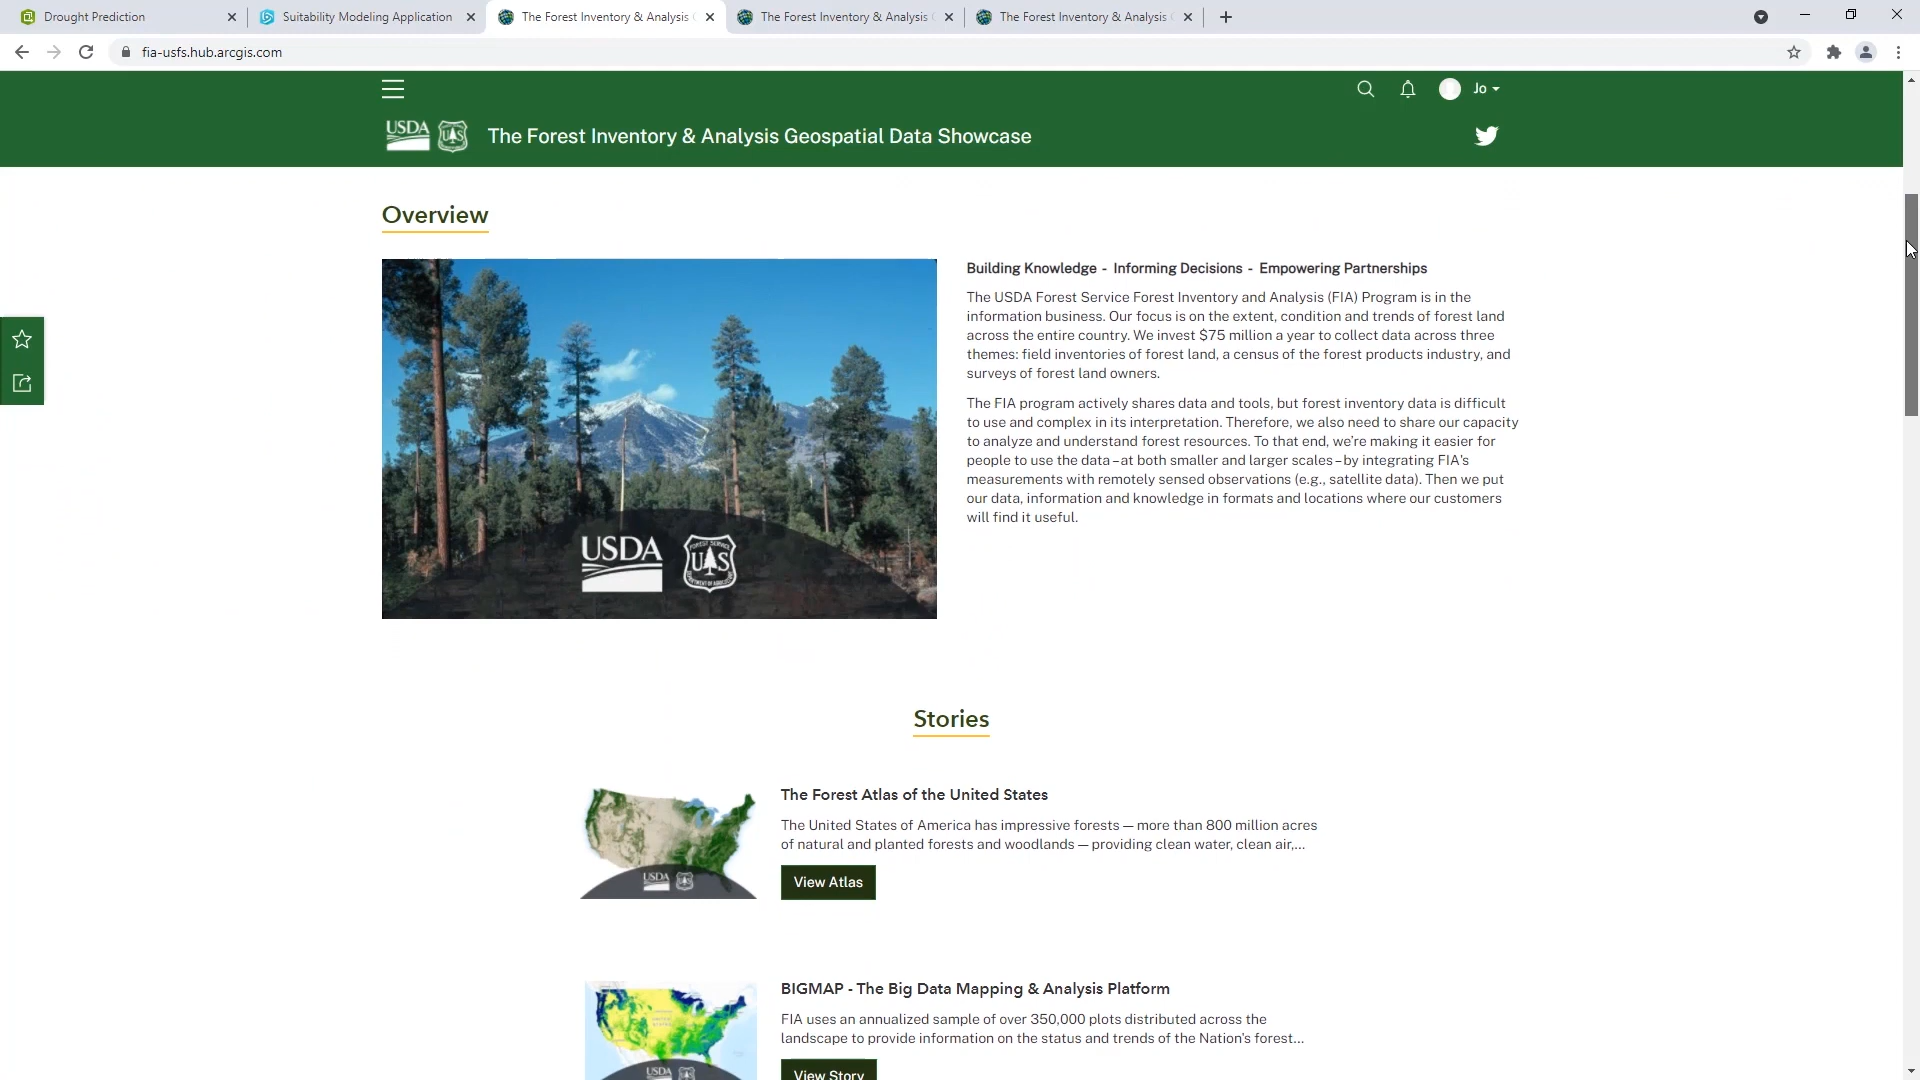 Drought Prediction
Suitability Modeling Application
The Forest Inventory & Analysis
The Forest Inventory & Analysis
The Forest Inventory & Analysis
fia-usfs.hub.arcgis.com
Jo
USDA
The Forest Inventory & Analysis Geospatial Data Showcase
Overview
Building Knowledge - Informing Decisions - Empowering Partnerships
The USDA Forest Service Forest Inventory and Analysis (FIA) Program is in the
information business. Our focus is on the extent, condition and trends of forest land
across the entire country. We invest $75 million a year to collect data across three
themes: field inventories of forest land, a census of the forest products industry, and
surveys of forest land owners.
The FIA program actively shares data and tools, but forest inventory data is difficult
to use and complex in its interpretation. Therefore, we also need to share our capacity
to analyze and understand forest resources. To that end, we're making it easier for
people to use the data – at both smaller and larger scales – by integrating FIA's
measurements with remotely sensed observations (e.g., satellite data). Then we put
our data, information and knowledge in formats and locations where our customers
will find it useful.
USDA
FOREST SERVICE
U S
DEPARTMENT OF AGRICULTURE
Stories
The Forest Atlas of the United States
The United States of America has impressive forests — more than 800 million acres
of natural and planted forests and woodlands — providing clean water, clean air,...
View Atlas
USDA
BIGMAP - The Big Data Mapping & Analysis Platform
FIA uses an annualized sample of over 350,000 plots distributed across the
landscape to provide information on the status and trends of the Nation's forest...
View Story
USDA